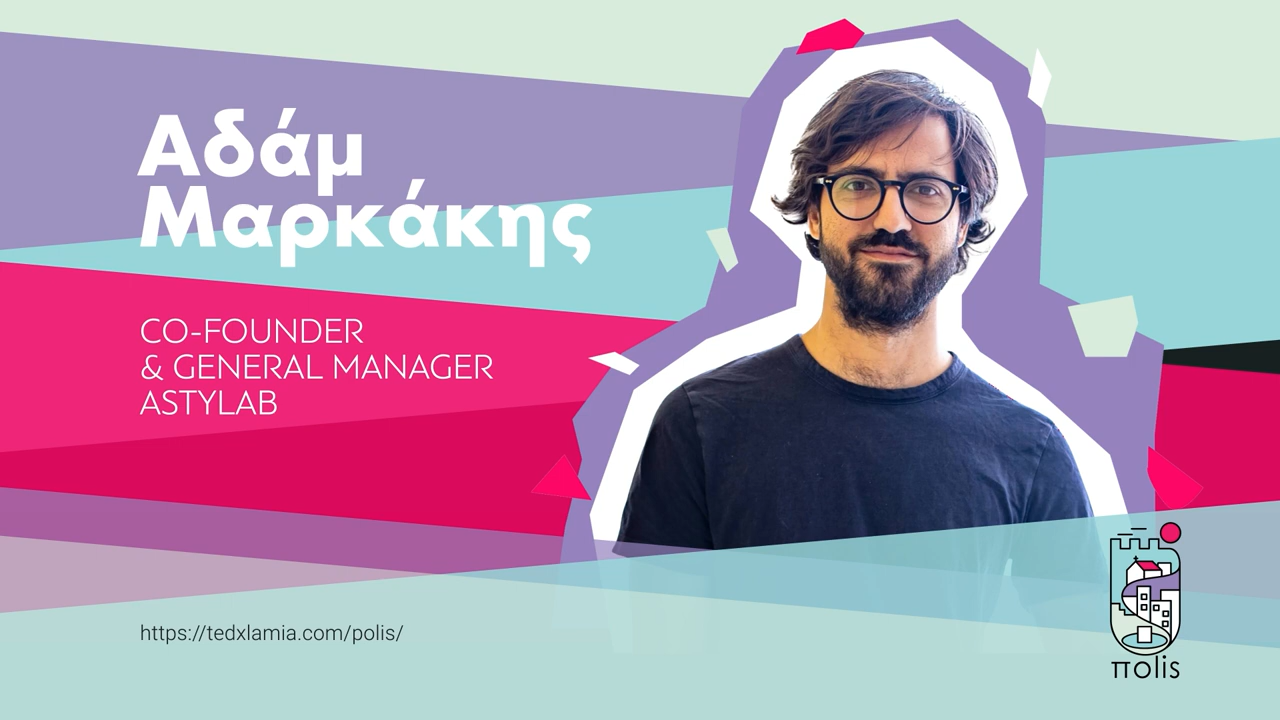 Αδάμ
Μαρκάκης
CO-FOUNDER
& GENERAL MANAGER
ASTYLAB
https://tedxlamia.com/polis/
πolis